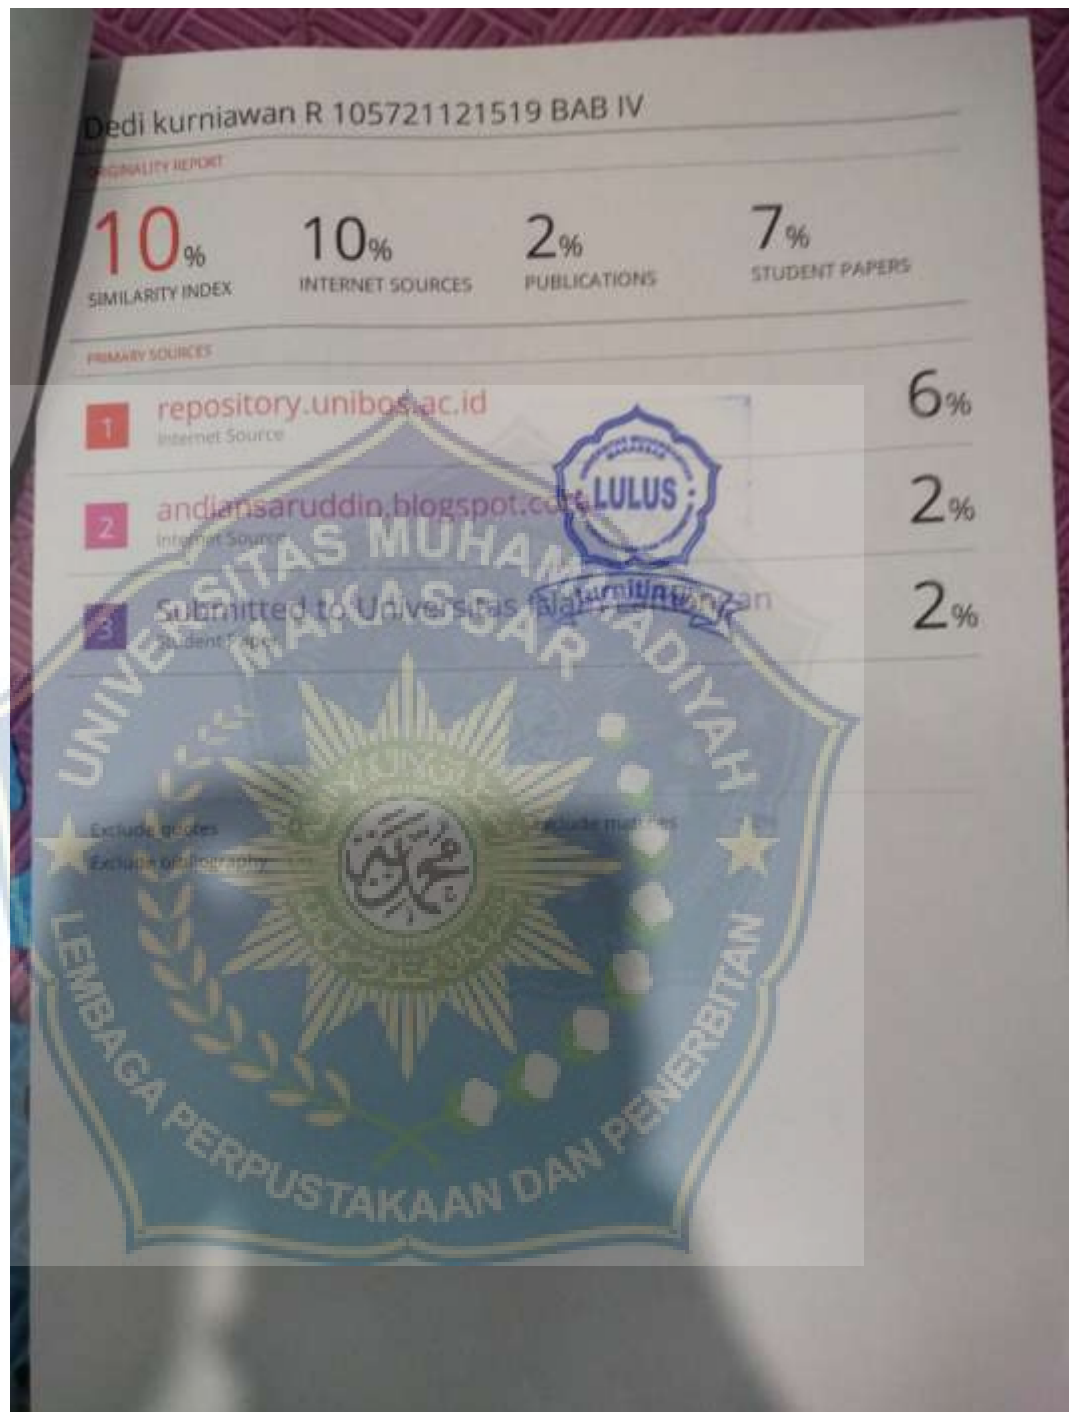 Dedi kurniawan R 105721121519 BAB IV
ORIGINALITY REPORT
10% 10% 2% 7%
SIMILARITY INDEX INTERNET SOURCES PUBLICATIONS STUDENT PAPERS
PRIMARY SOURCES
1 repository.unibos.ac.id 6%
Internet Source
2 andiansaruddin.blogspot.com 2%
Internet Source
3 Submitted to Universitas 2%
Student Paper
LULUS
turnitin
UNIVERSITAS MUHAMMADIYAH
MAKASSAR
Exclude quotes
Exclude matches
Exclude bibliography
محمد
LEMBAGA PERPUSTAKAAN DAN PENERBITAN